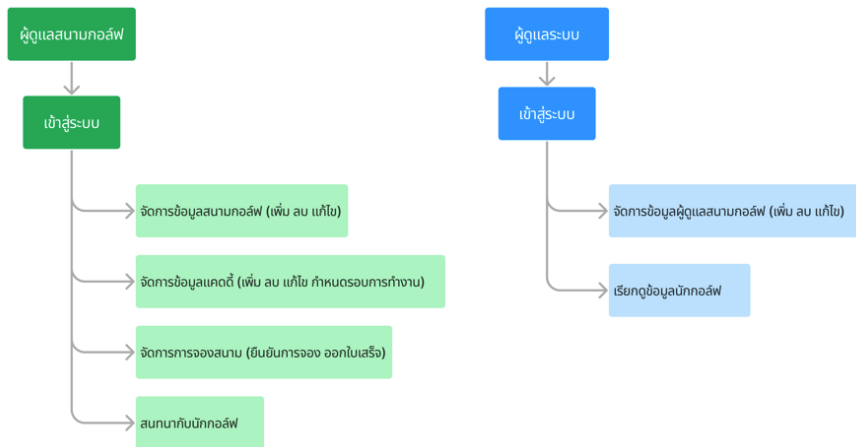 ผู้ดูแลสนามกอล์ฟ
เข้าสู่ระบบ
จัดการข้อมูลสนามกอล์ฟ (เพิ่ม ลบ แก้ไข)
จัดการข้อมูลแคดดี้ (เพิ่ม ลบ แก้ไข กำหนดรอบการทำงาน)
จัดการการจองสนาม (ยืนยันการจอง ออกใบเสร็จ)
สนทนากับนักกอล์ฟ
ผู้ดูแลระบบ
เข้าสู่ระบบ
จัดการข้อมูลผู้ดูแลสนามกอล์ฟ (เพิ่ม ลบ แก้ไข)
เรียกดูข้อมูลนักกอล์ฟ